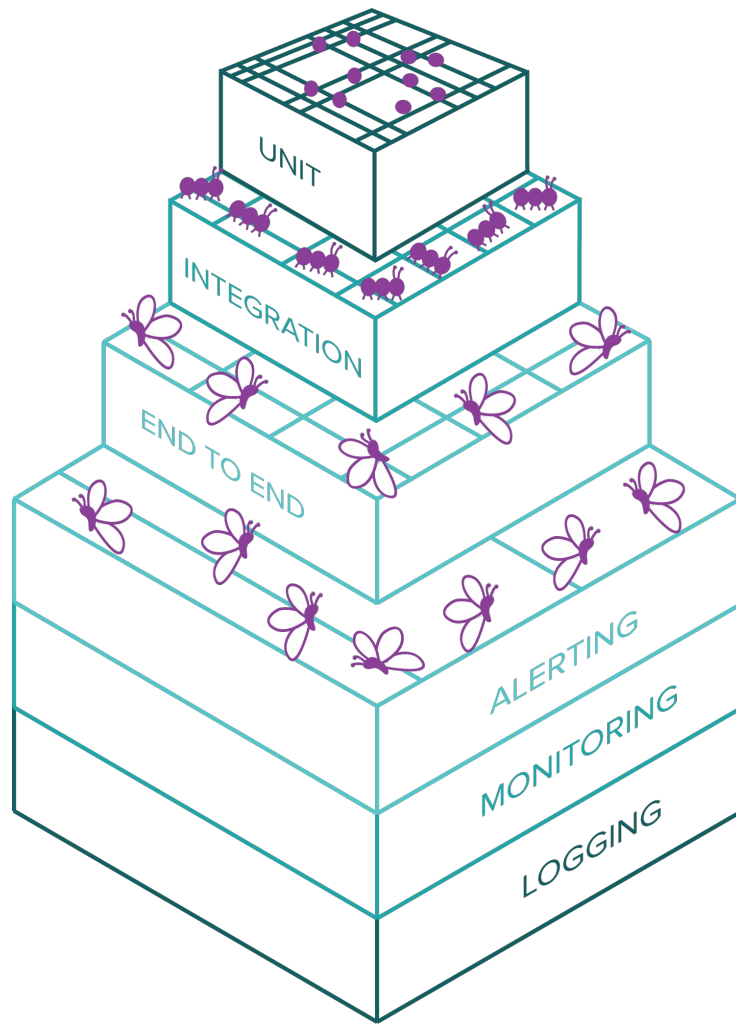 UNIT
INTEGRATION
END TO END
ALERTING
MONITORING
LOGGING